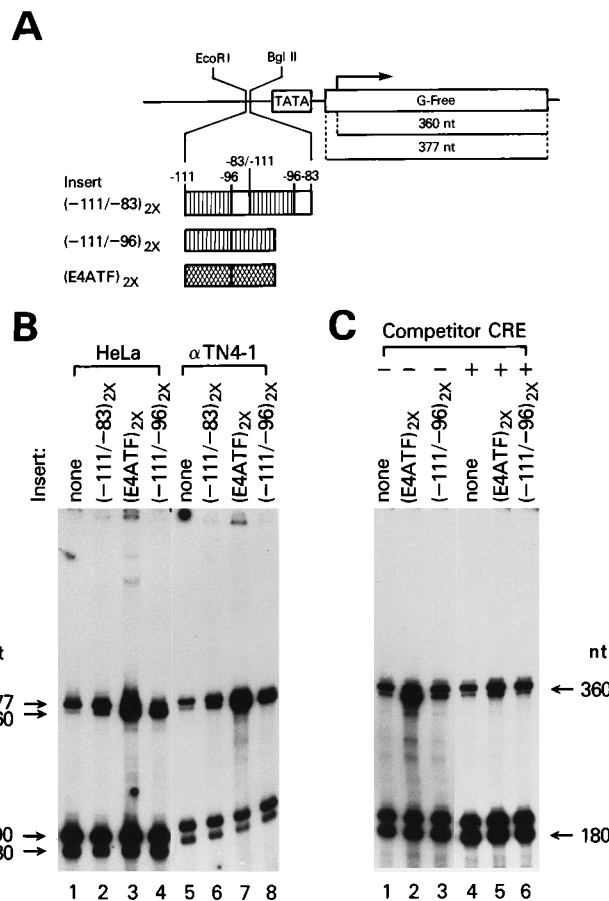 A
EcoRI
Bgl II
TATA
G-Free
360 nt
377 nt
-83/-111
-111 -96 -96-83
Insert
(−111/−83)2X
(−111/−96)2X
(E4ATF)2X
B
HeLa
αTN4-1
Insert:
none
(−111/−83)2X
(E4ATF)2X
(−111/−96)2X
none
(−111/−83)2X
(E4ATF)2X
(−111/−96)2X
t
77
60
90
80
1 2 3 4 5 6 7 8
C
Competitor CRE
− − − + + +
none
(E4ATF)2X
(−111/−96)2X
none
(E4ATF)2X
(−111/−96)2X
nt
360
180
1 2 3 4 5 6